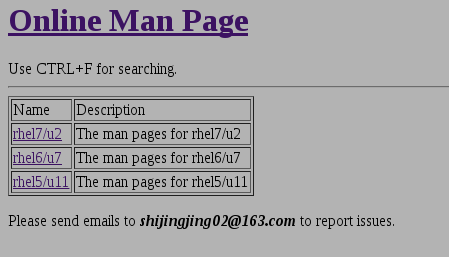 Online Man Page
Use CTRL+F for searching.
Name Description
rhel7/u2 The man pages for rhel7/u2
rhel6/u7 The man pages for rhel6/u7
rhel5/u11 The man pages for rhel5/u11
Please send emails to shijingjing02@163.com to report issues.